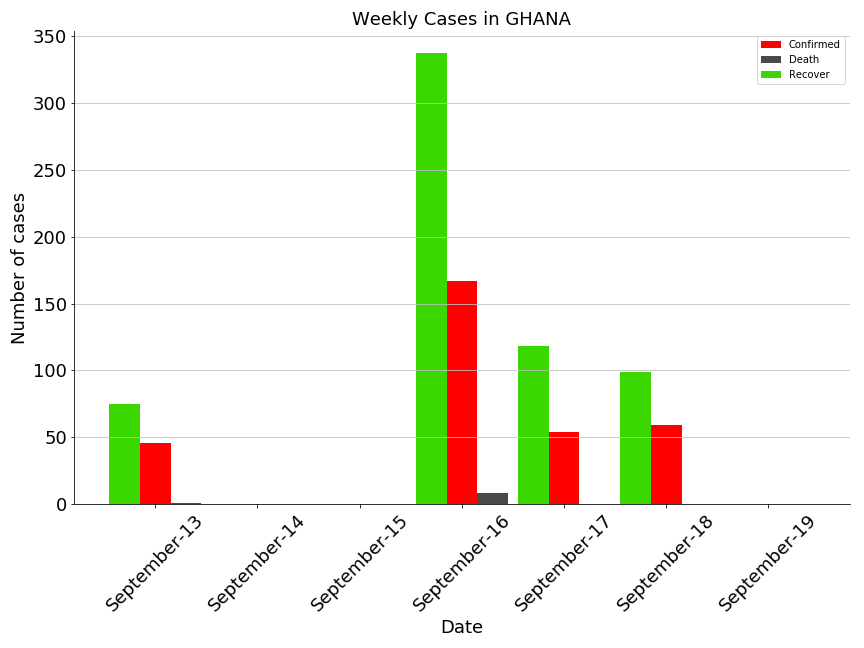 Weekly Cases in GHANA
Confirmed
Death
Recover
Number of cases
350
300
250
200
150
100
50
0
September-13
September-14
September-15
September-16
September-17
September-18
September-19
Date